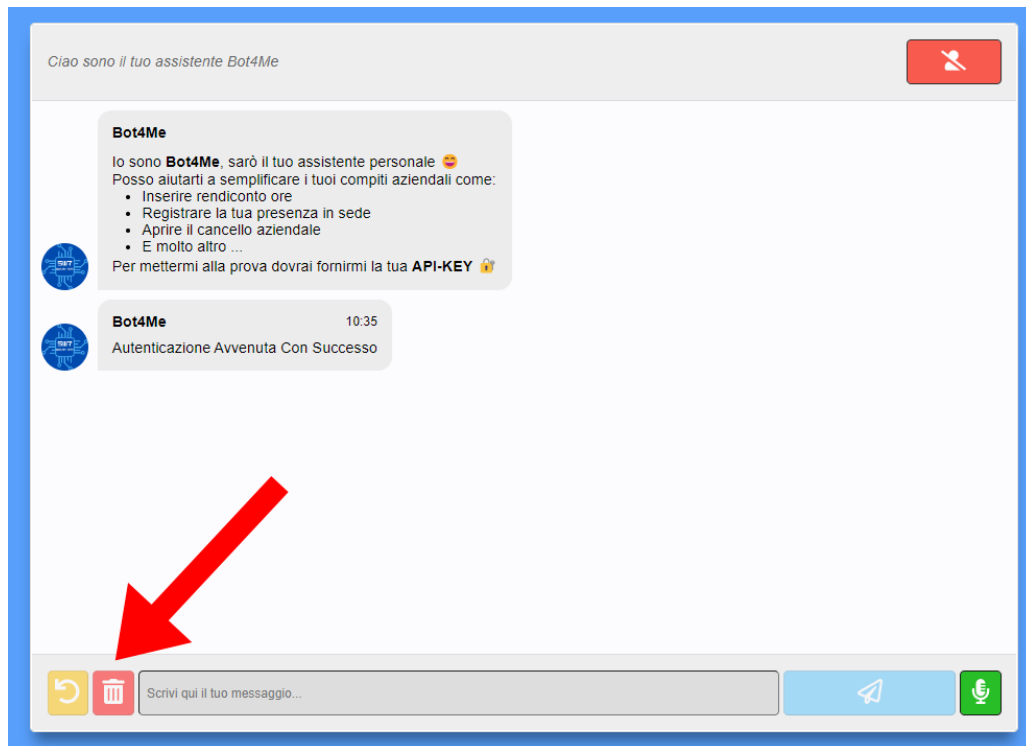 Ciao sono il tuo assistente Bot4Me
Bot4Me
Io sono Bot4Me, sarò il tuo assistente personale 😄
Posso aiutarti a semplificare i tuoi compiti aziendali come:
• Inserire rendiconto ore
• Registrare la tua presenza in sede
• Aprire il cancello aziendale
• E molto altro ...
Per mettermi alla prova dovrai fornirmi la tua API-KEY 🔐
Bot4Me 10:35
Autenticazione Avvenuta Con Successo
Scrivi qui il tuo messaggio...